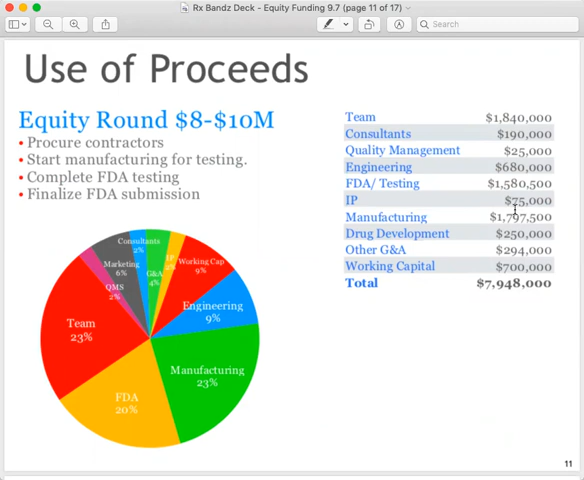 Rx Bandz Deck - Equity Funding 9.7 (page 11 of 17)
Search
Use of Proceeds
Equity Round $8-$10M
• Procure contractors
• Start manufacturing for testing.
• Complete FDA testing
• Finalize FDA submission
Team $1,840,000
Consultants $190,000
Quality Management $25,000
Engineering $680,000
FDA/ Testing $1,580,500
IP $75,000
Manufacturing $1,797,500
Drug Development $250,000
Other G&A $294,000
Working Capital $700,000
Total $7,948,000
Consultants
2%
Marketing
6%
QMS
2%
G&A
4%
IP
Working Cap
9%
Engineering
9%
Team
23%
Manufacturing
23%
FDA
20%
11